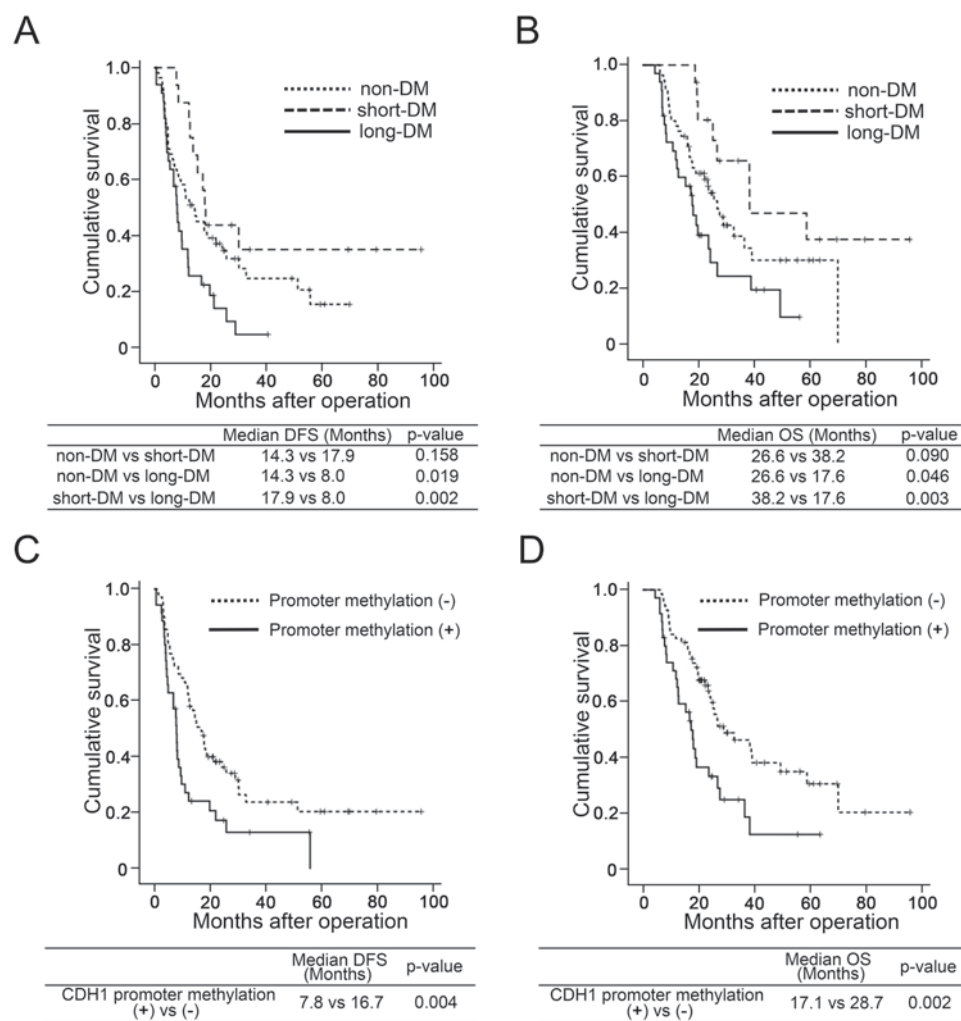 A
1.0
0.8
0.6
0.4
0.2
0
Cumulative survival
non-DM
short-DM
long-DM
0 20 40 60 80 100
Months after operation
Median DFS (Months) p-value
non-DM vs short-DM 14.3 vs 17.9 0.158
non-DM vs long-DM 14.3 vs 8.0 0.019
short-DM vs long-DM 17.9 vs 8.0 0.002
B
1.0
0.8
0.6
0.4
0.2
0
Cumulative survival
non-DM
short-DM
long-DM
0 20 40 60 80 100
Months after operation
Median OS (Months) p-value
non-DM vs short-DM 26.6 vs 38.2 0.090
non-DM vs long-DM 26.6 vs 17.6 0.046
short-DM vs long-DM 38.2 vs 17.6 0.003
C
1.0
0.8
0.6
0.4
0.2
0
Cumulative survival
Promoter methylation (-)
Promoter methylation (+)
0 20 40 60 80 100
Months after operation
Median DFS
(Months) p-value
CDH1 promoter methylation
(+) vs (-) 7.8 vs 16.7 0.004
D
1.0
0.8
0.6
0.4
0.2
0
Cumulative survival
Promoter methylation (-)
Promoter methylation (+)
0 20 40 60 80 100
Months after operation
Median OS
(Months) p-value
CDH1 promoter methylation
(+) vs (-) 17.1 vs 28.7 0.002